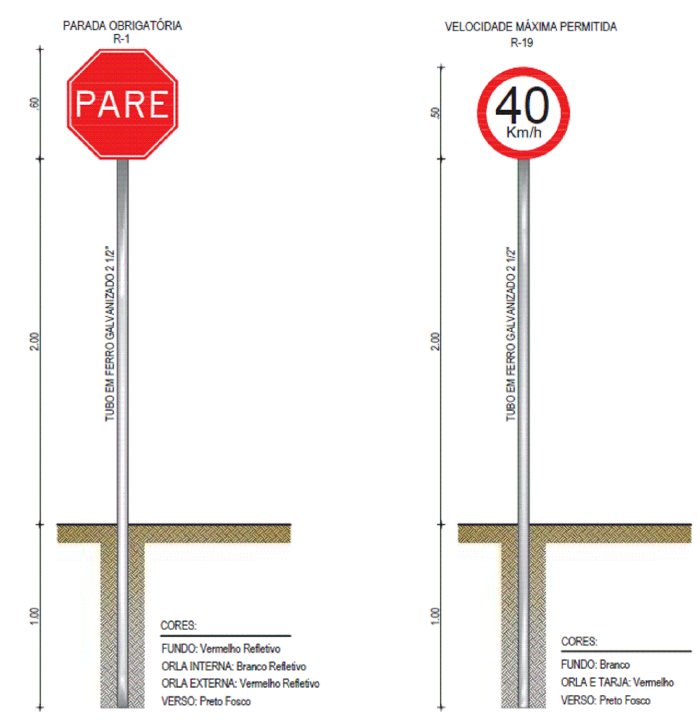 PARADA OBRIGATÓRIA
R-1
PARE
.60
2.00
TUBO EM FERRO GALVANIZADO 2 1/2"
1.00
CORES:
FUNDO: Vermelho Refletivo
ORLA INTERNA: Branco Refletivo
ORLA EXTERNA: Vermelho Refletivo
VERSO: Preto Fosco
VELOCIDADE MÁXIMA PERMITIDA
R-19
40
Km/h
.50
2.00
TUBO EM FERRO GALVANIZADO 2 1/2"
1.00
CORES:
FUNDO: Branco
ORLA E TARJA: Vermelho
VERSO: Preto Fosco